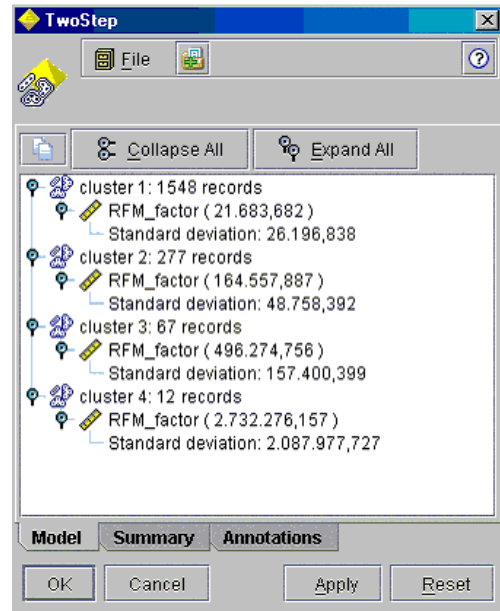 TwoStep
File
Collapse All Expand All
cluster 1: 1548 records
RFM_factor ( 21.683,682 )
Standard deviation: 26.196,838
cluster 2: 277 records
RFM_factor ( 164.557,887 )
Standard deviation: 48.758,392
cluster 3: 67 records
RFM_factor ( 496.274,756 )
Standard deviation: 157.400,399
cluster 4: 12 records
RFM_factor ( 2.732.276,157 )
Standard deviation: 2.087.977,727
Model Summary Annotations
OK Cancel Apply Reset